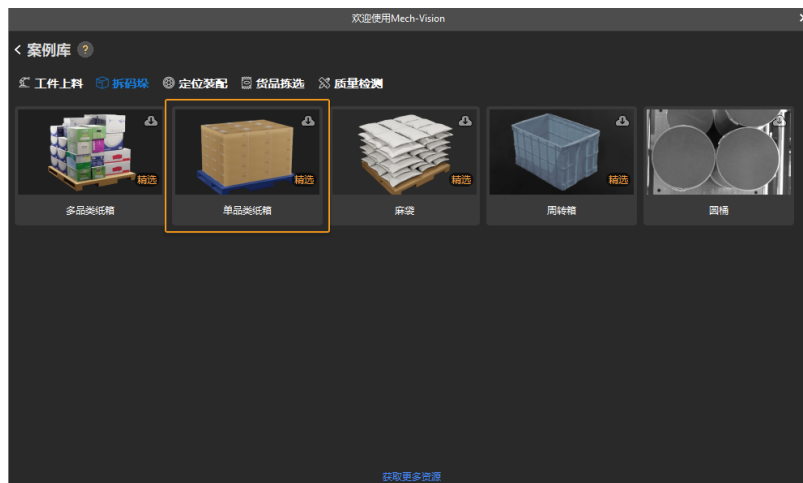 欢迎使用Mech-Vision
案例库 ?
工件上料 拆码垛 定位装配 货品拣选 质量检测
精选 精选 精选 精选
多品类纸箱 单品类纸箱 麻袋 周转箱 圆桶
获取更多资源